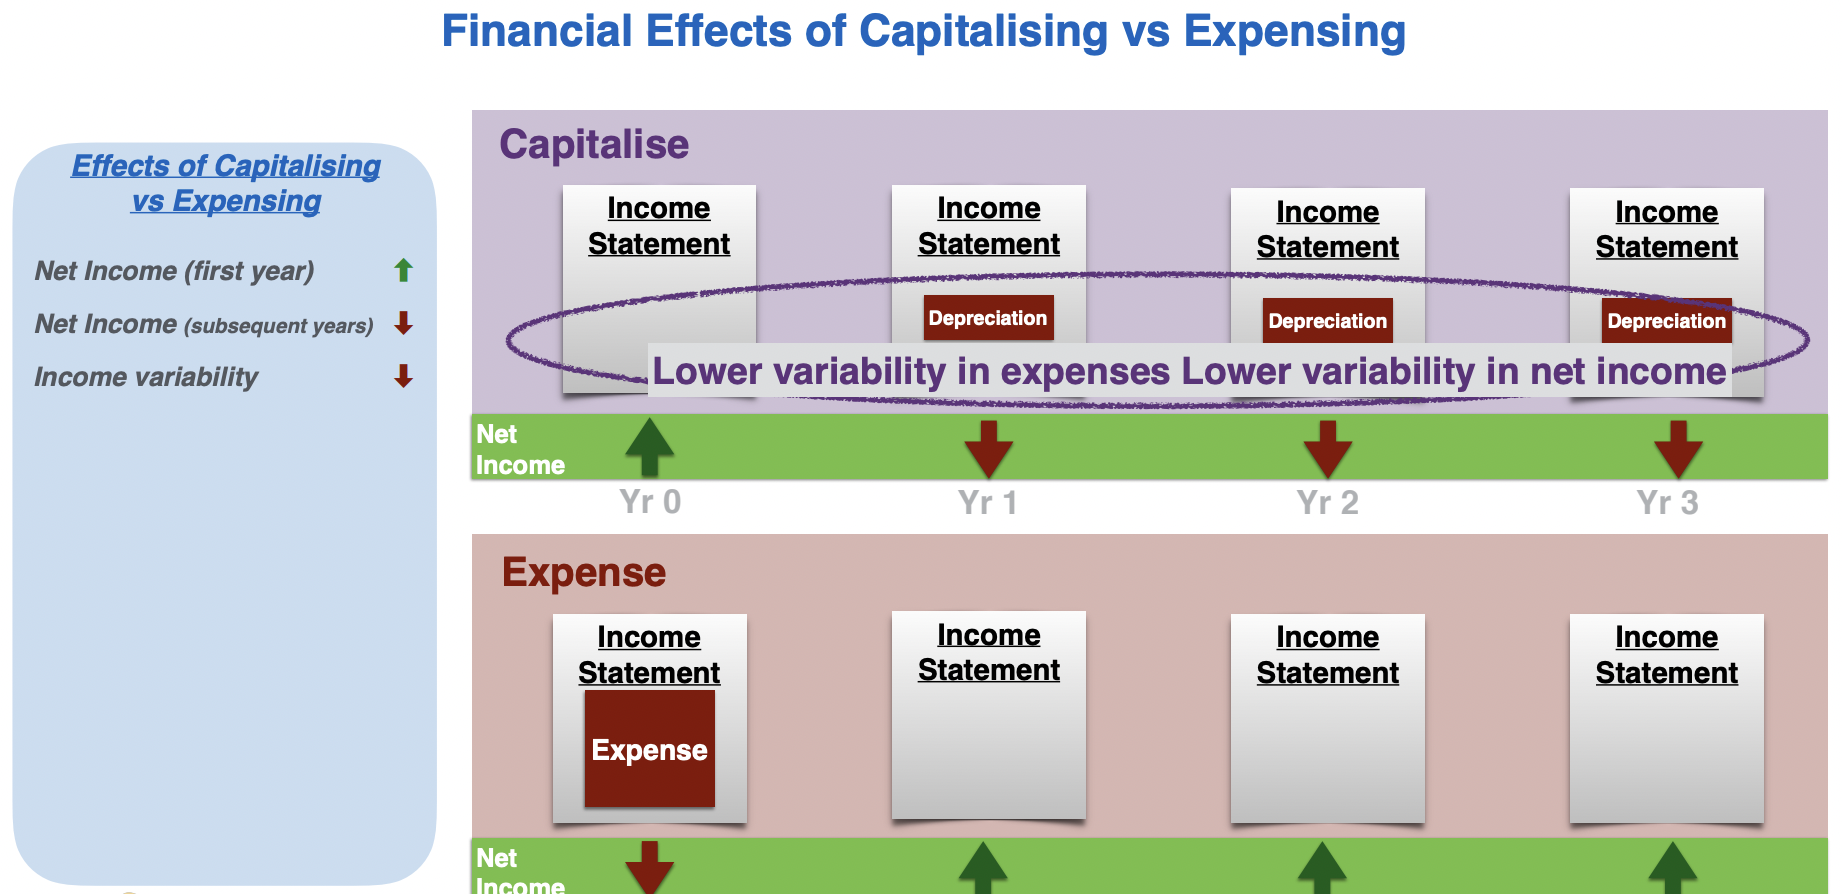 Financial Effects of Capitalising vs Expensing
Effects of Capitalising
vs Expensing
Net Income (first year)
Net Income (subsequent years)
Income variability
Capitalise
Income
Statement
Income
Statement
Depreciation
Income
Statement
Depreciation
Income
Statement
Depreciation
Lower variability in expenses Lower variability in net income
Net
Income
Yr 0
Yr 1
Yr 2
Yr 3
Expense
Income
Statement
Expense
Income
Statement
Income
Statement
Income
Statement
Net
Income